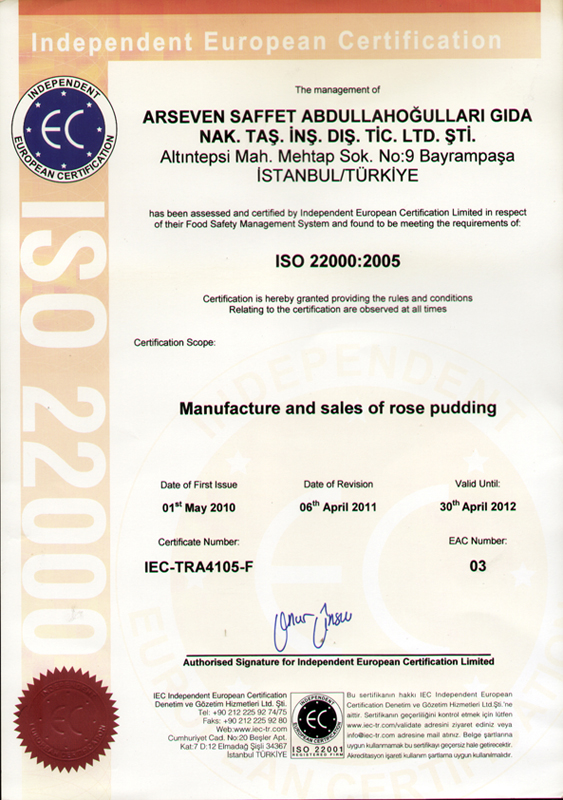 Independent European Certification
INDEPENDENT
EC
EUROPEAN CERTIFICATION
ISO 22000
The management of
ARSEVEN SAFFET ABDULLAHOĞULLARI GIDA
NAK. TAŞ. İNŞ. DIŞ. TİC. LTD. ŞTİ.
Altıntepsi Mah. Mehtap Sok. No:9 Bayrampaşa
İSTANBUL/TÜRKİYE
has been assessed and certified by Independent European Certification Limited in respect
of their Food Safety Management System and found to be meeting the requirements of:
ISO 22000:2005
Certification is hereby granted providing the rules and conditions
Relating to the certification are observed at all times
Certification Scope:
Manufacture and sales of rose pudding
Date of First Issue Date of Revision Valid Until:
01st May 2010 06th April 2011 30th April 2012
Certificate Number: EAC Number:
IEC-TRA4105-F 03
Authorised Signature for Independent European Certification Limited
IEC Independent European Certification
Denetim ve Gözetim Hizmetleri Ltd. Şti.
Tel: +90 212 225 92 74/75
Faks: +90 212 225 92 80
Web:www.iec-tr.com
Cumhuriyet Cad. No:20 Beşler Apt.
Kat:7 D:12 Elmadağ Şişli 34367
İstanbul TÜRKİYE
INDEPENDENT
EC
EUROPEAN CERTIFICATION
ISO 22001
REGISTERED FIRM
Bu sertifikanın hakkı IEC Independent European
Certification Denetim ve Gözetim Hizmetleri Ltd.Şti.'ne
aittir. Sertifikanın geçerliliğini kontrol etmek için lütfen
www.iec-tr.com/validate adresini ziyaret ediniz veya
info@iec-tr.com adresine mail atınız. Belge şartlarına
uygun kullanmamak bu sertifikayı geçersiz hale getirecektir.
Akreditasyon işareti kullanım şartlama uygun kullanılmalıdır.